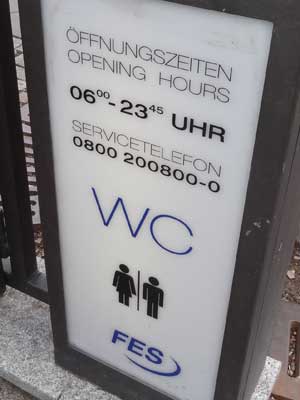 ÖFFNUNGSZEITEN
OPENING HOURS
06⁰⁰-23⁴⁵ UHR
SERVICETELEFON
0800 200800-0
WC
FES